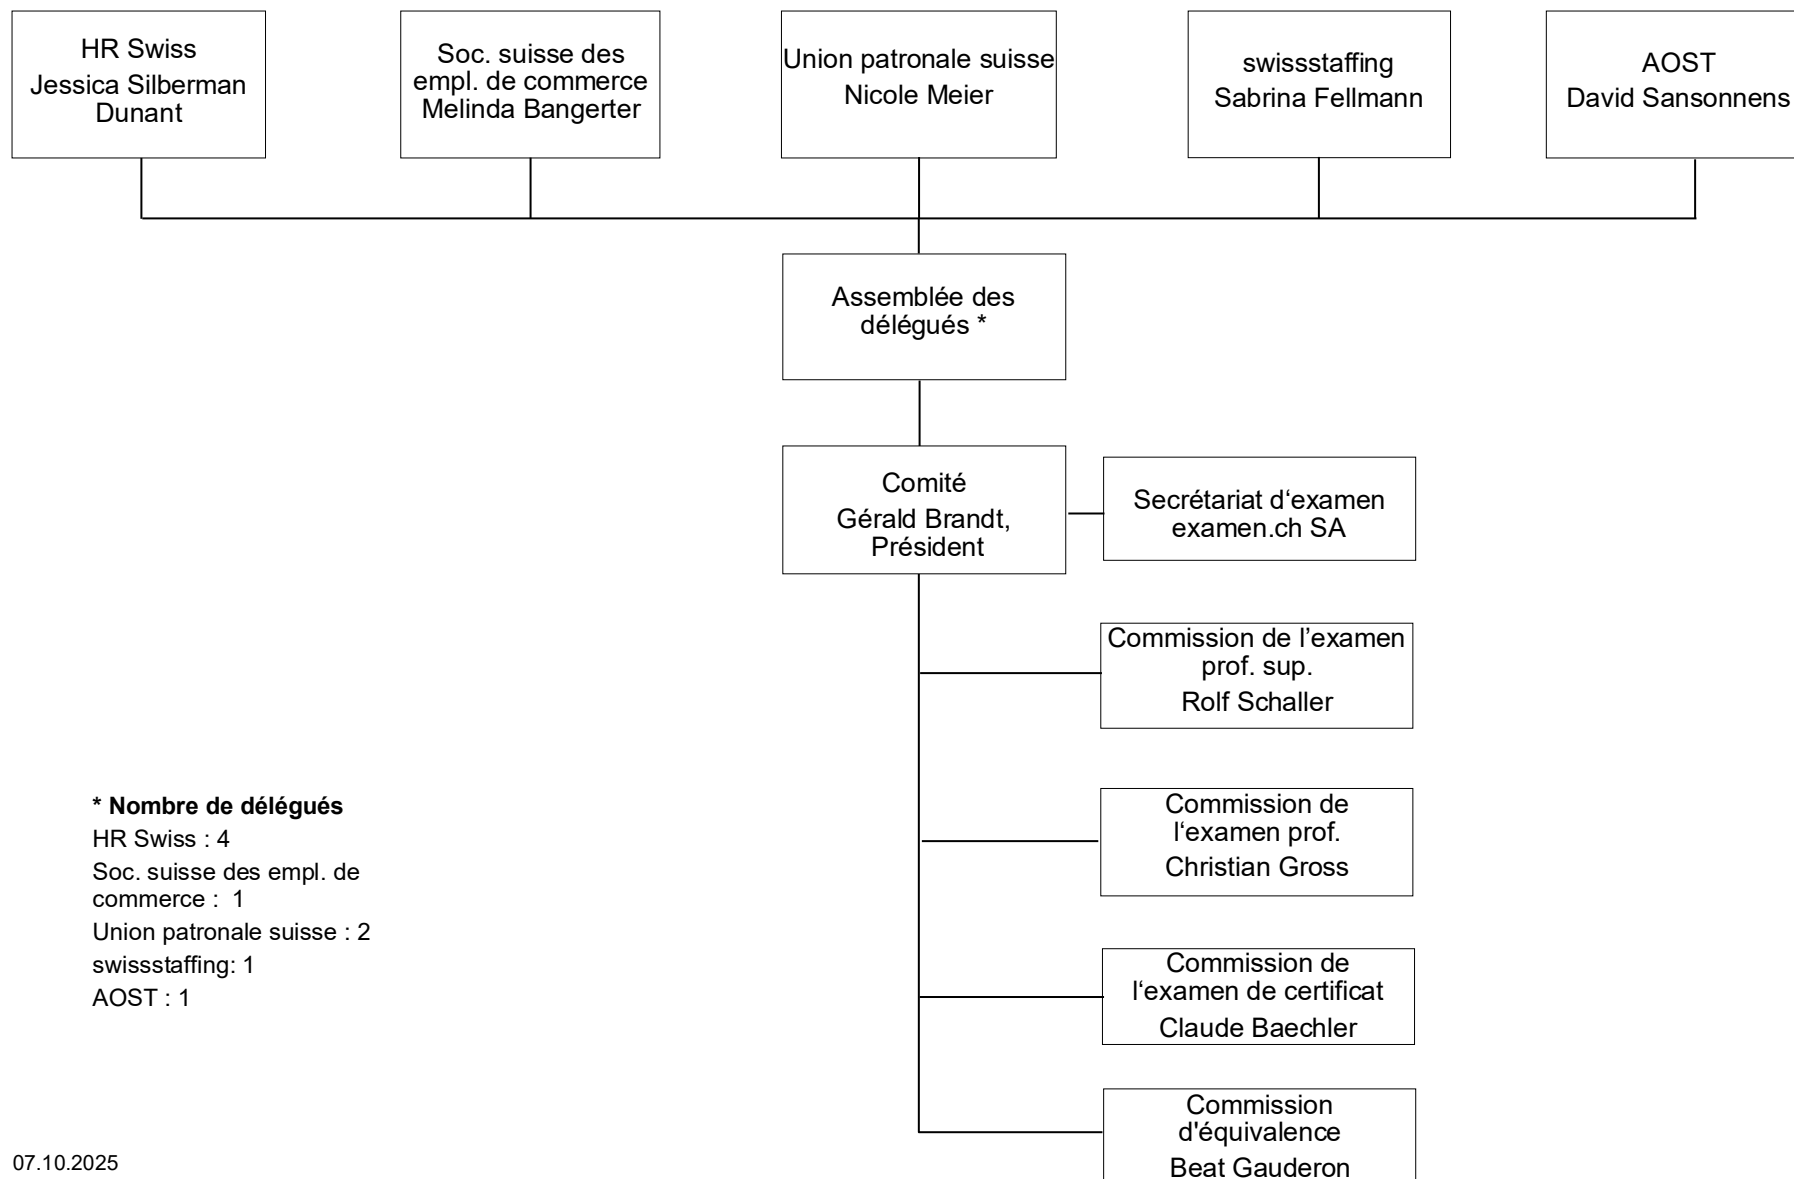 HR Swiss
Jessica Silberman
Dunant
Soc. suisse des
empl. de commerce
Melinda Bangerter
Union patronale suisse
Nicole Meier
swissstaffing
Sabrina Fellmann
AOST
David Sansonnens
Assemblée des
délégués *
Comité
Gérald Brandt,
Président
Secrétariat d‘examen
examen.ch SA
Commission de l’examen
prof. sup.
Rolf Schaller
Commission de
l‘examen prof.
Christian Gross
Commission de
l‘examen de certificat
Claude Baechler
Commission
d'équivalence
Beat Gauderon
* Nombre de délégués
HR Swiss : 4
Soc. suisse des empl. de
commerce :  1
Union patronale suisse : 2
swissstaffing: 1
AOST : 1
07.10.2025